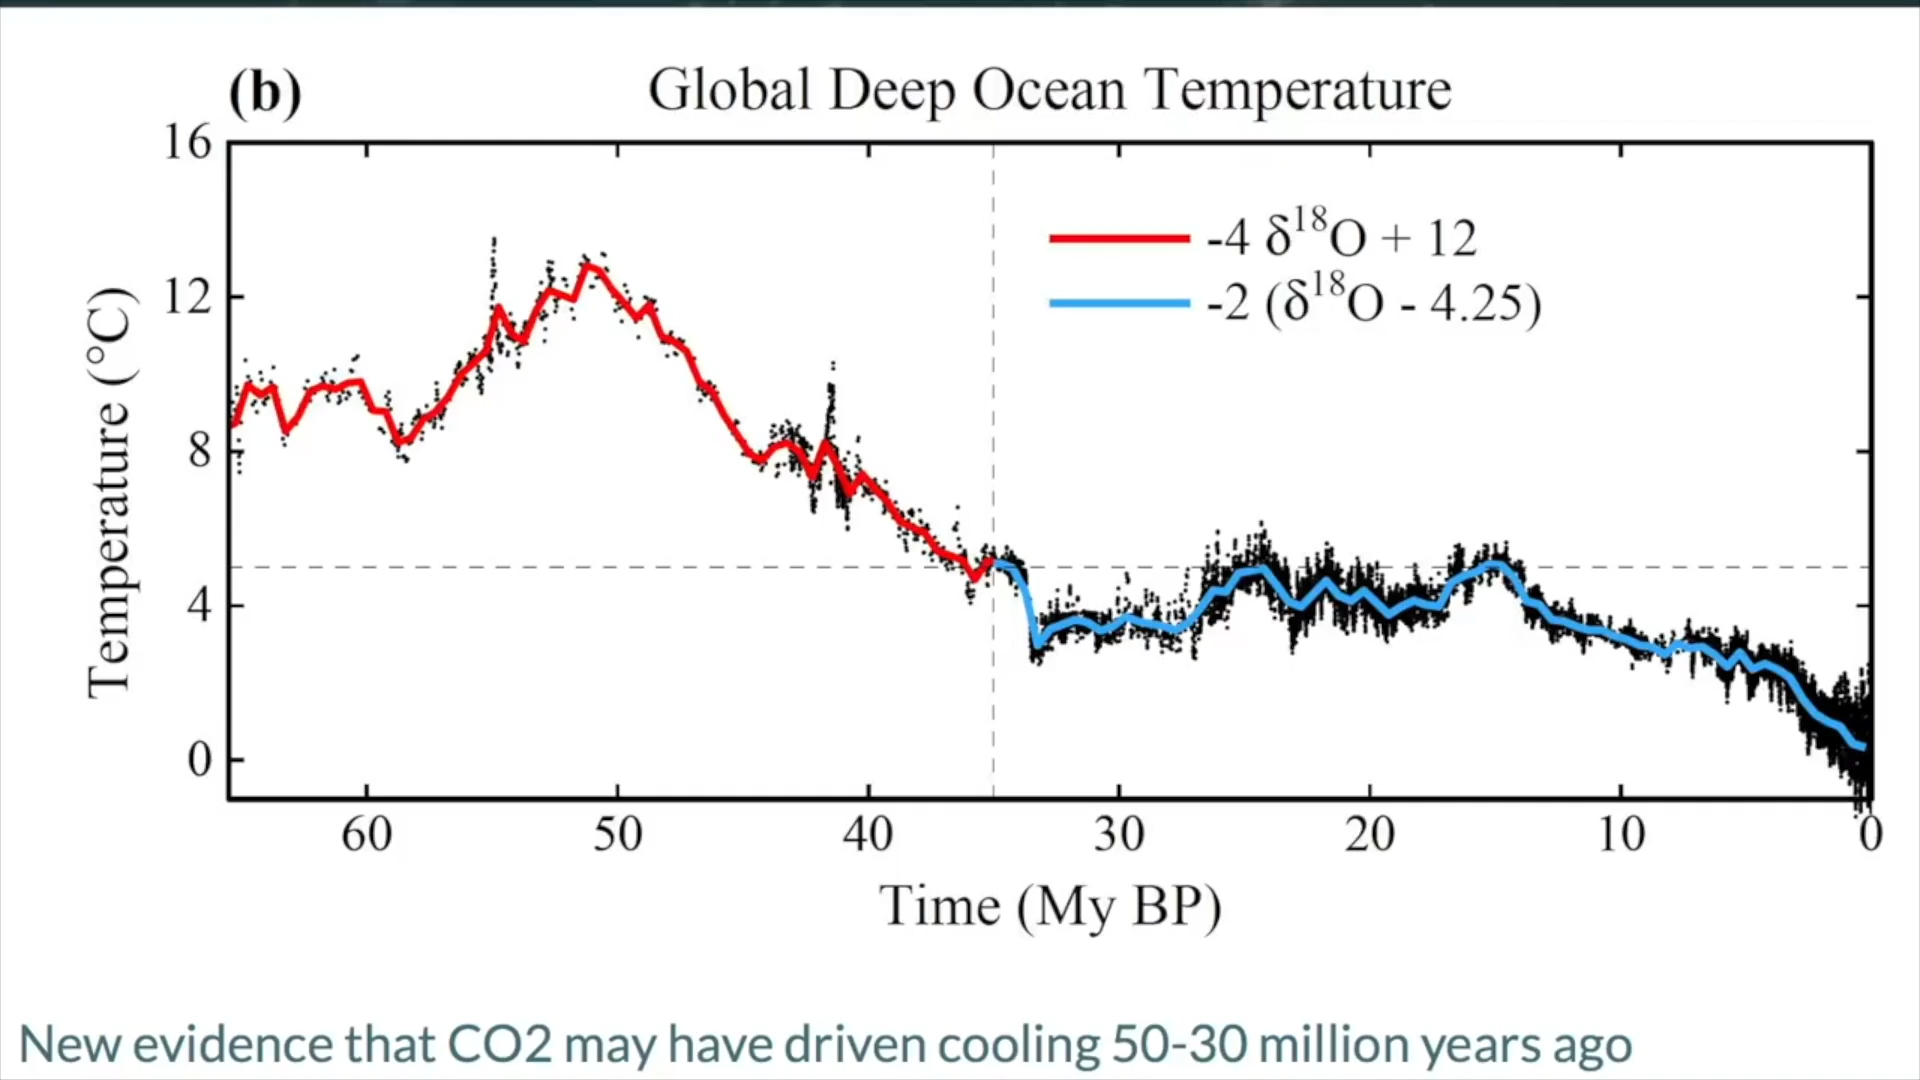 (b) Global Deep Ocean Temperature
16
12
8
4
0
Temperature (°C)
-4 δ¹⁸O + 12
-2 (δ¹⁸O - 4.25)
60 50 40 30 20 10 0
Time (My BP)
New evidence that CO2 may have driven cooling 50-30 million years ago